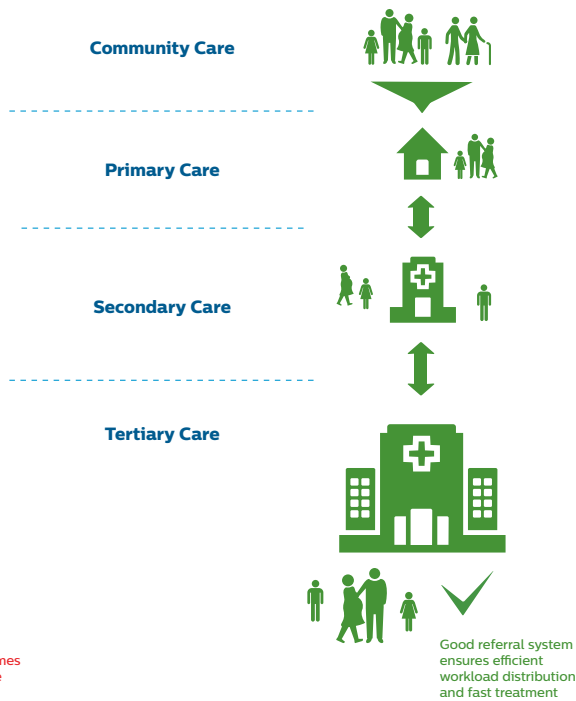 Community Care
Primary Care
Secondary Care
Tertiary Care
Good referral system
ensures efficient
workload distribution
and fast treatment